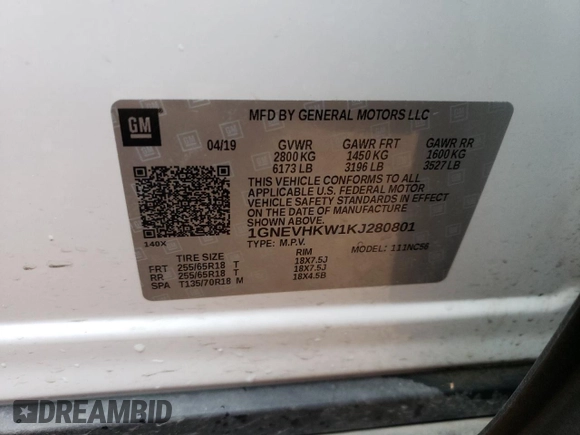 MFD BY GENERAL MOTORS LLC
GM
04/19 GVWR GAWR FRT GAWR RR
2800 KG 1450 KG 1600 KG
6173 LB 3196 LB 3527 LB
THIS VEHICLE CONFORMS TO ALL
APPLICABLE U.S. FEDERAL MOTOR
VEHICLE SAFETY STANDARDS IN EFFECT
ON THE DATE OF MANUFACTURE SHOWN ABOVE.
1GNEVHKW1KJ280801
140X
TYPE: M.P.V. MODEL: 111NC56
TIRE SIZE RIM
FRT 255/65R18 T 18X7.5J
RR 255/65R18 T 18X7.5J
SPA T135/70R18 M 18X4.5B
DREAMBID